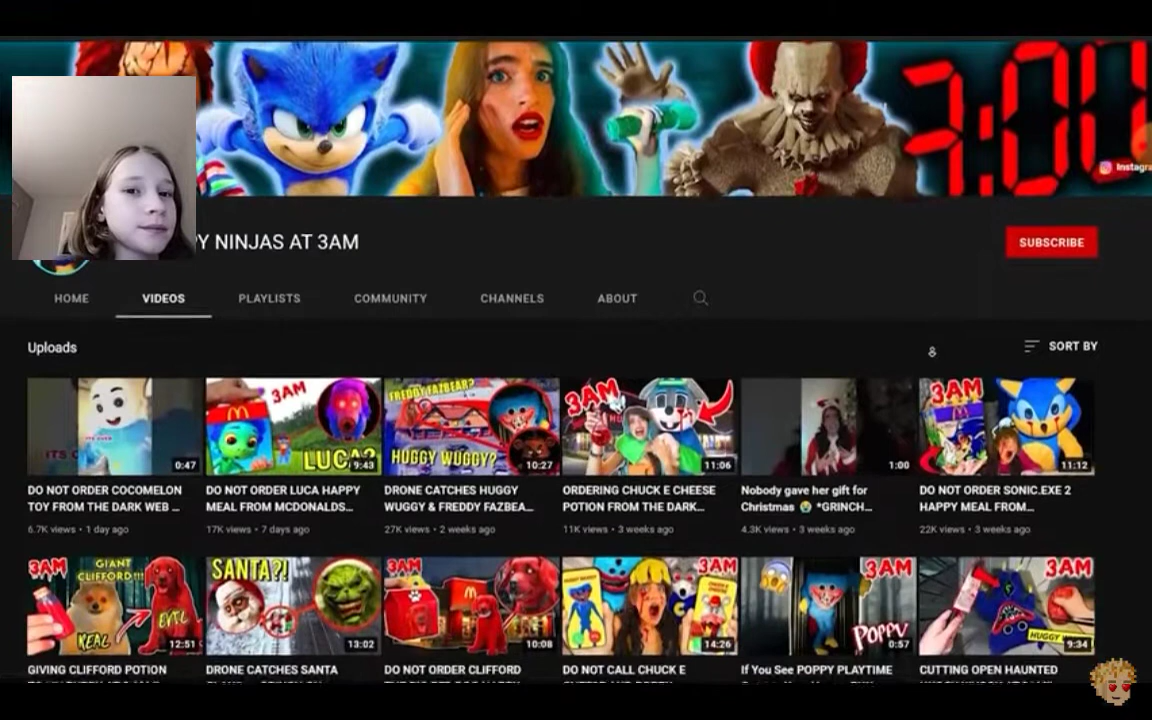 3:00
Instagra
Y NINJAS AT 3AM
SUBSCRIBE
HOME VIDEOS PLAYLISTS COMMUNITY CHANNELS ABOUT
Uploads
SORT BY
0:47
3AM
LUCA?
9:43
FREDDY FAZBEAR?
HUGGY WUGGY?
10:27
3AM
11:06
1:00
3AM
11:12
DO NOT ORDER COCOMELON
TOY FROM THE DARK WEB ...
6.7K views • 1 day ago
DO NOT ORDER LUCA HAPPY
MEAL FROM MCDONALDS...
17K views • 7 days ago
DRONE CATCHES HUGGY
WUGGY & FREDDY FAZBEA...
27K views • 2 weeks ago
ORDERING CHUCK E CHEESE
POTION FROM THE DARK...
11K views • 3 weeks ago
Nobody gave her gift for
Christmas 😭 *GRINCH...
4.3K views • 3 weeks ago
DO NOT ORDER SONIC.EXE 2
HAPPY MEAL FROM...
22K views • 3 weeks ago
3AM
GIANT
CLIFFORD!!!
REAL
EVIL
12:51
SANTA?!
13:02
3AM
10:08
3AM
14:26
3AM
POPPY
0:57
3AM
HUGGY
9:34
GIVING CLIFFORD POTION
DRONE CATCHES SANTA
DO NOT ORDER CLIFFORD
DO NOT CALL CHUCK E
If You See POPPY PLAYTIME
CUTTING OPEN HAUNTED